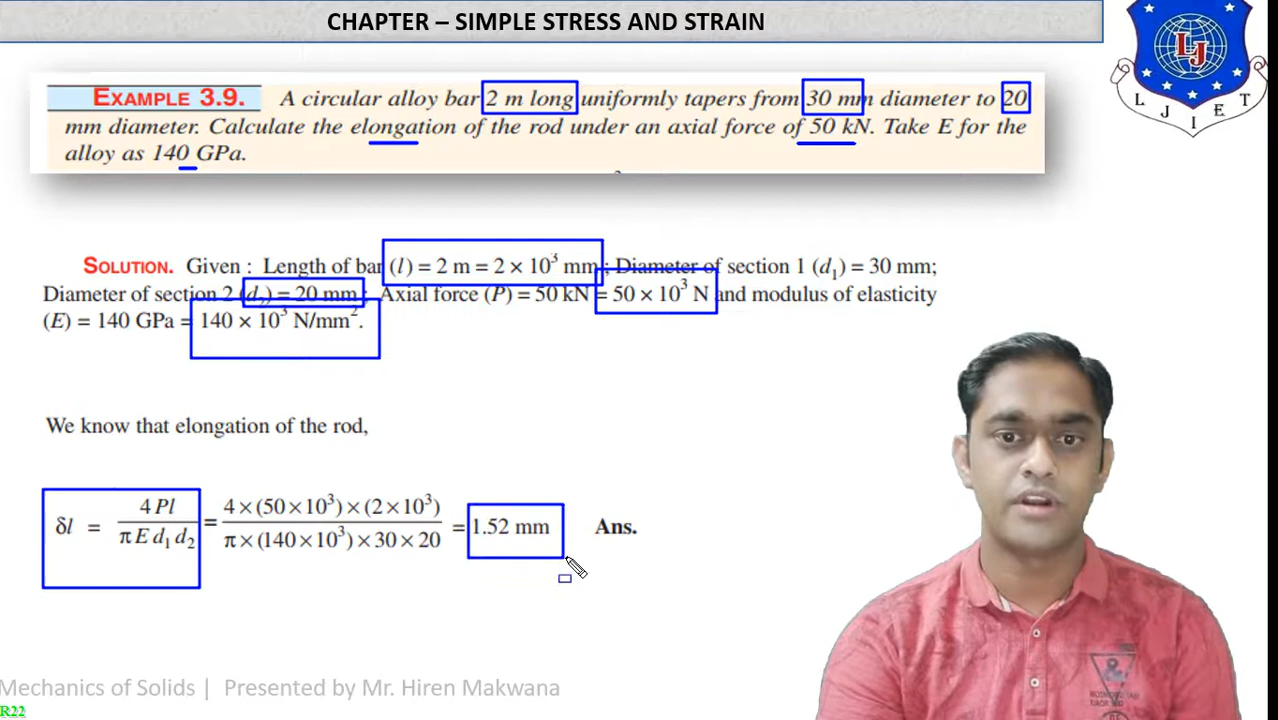 CHAPTER – SIMPLE STRESS AND STRAIN
LJ
L J I E T
EXAMPLE 3.9. A circular alloy bar 2 m long uniformly tapers from 30 mm diameter to 20
mm diameter. Calculate the elongation of the rod under an axial force of 50 kN. Take E for the
alloy as 140 GPa.
SOLUTION. Given : Length of bar (l) = 2 m = 2 × 10³ mm ; Diameter of section 1 (d₁) = 30 mm;
Diameter of section 2 (d₂) = 20 mm ; Axial force (P) = 50 kN = 50 × 10³ N and modulus of elasticity
(E) = 140 GPa = 140 × 10³ N/mm².
We know that elongation of the rod,
δl = 4 Pl / π E d₁ d₂ = 4 × (50 × 10³) × (2 × 10³) / π × (140 × 10³) × 30 × 20 = 1.52 mm Ans.
Mechanics of Solids | Presented by Mr. Hiren Makwana
R22